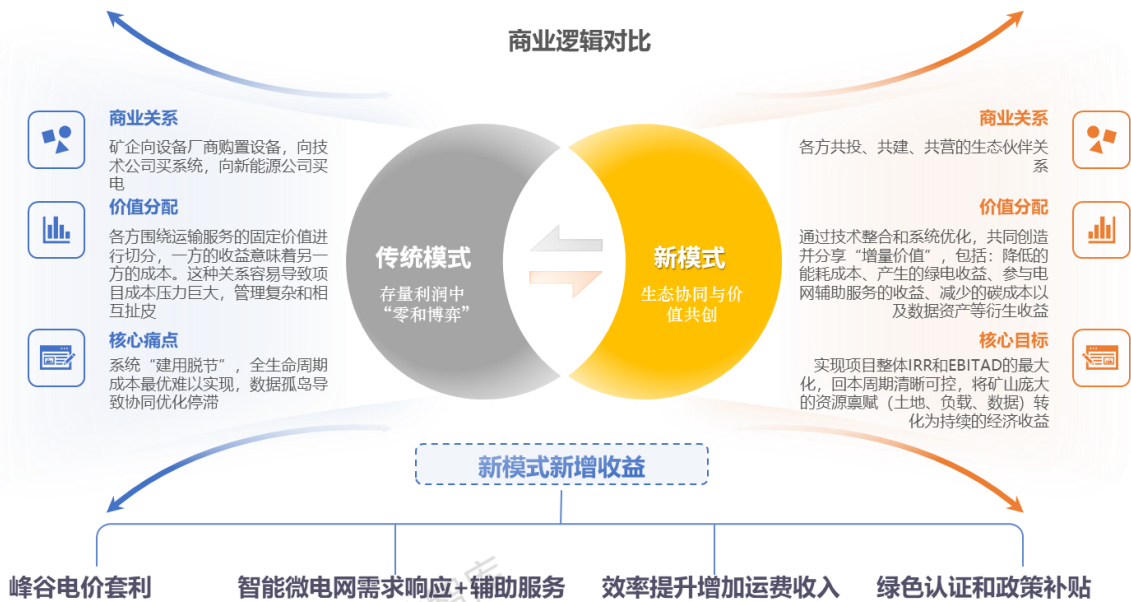 商业逻辑对比
商业关系
矿企向设备厂商购置设备，向技
术公司买系统，向新能源公司买
电
价值分配
各方围绕运输服务的固定价值进
行切分，一方的收益意味着另一
方的成本。这种关系容易导致项
目成本压力巨大，管理复杂和相
互扯皮
核心痛点
系统“建用脱节”，全生命周期
成本最优难以实现，数据孤岛导
致协同优化停滞
传统模式
存量利润中
“零和博弈”
新模式
生态协同与价
值共创
商业关系
各方共投、共建、共营的生态伙伴关
系
价值分配
通过技术整合和系统优化，共同创造
并分享“增量价值”，包括：降低的
能耗成本、产生的绿电收益、参与电
网辅助服务的收益、减少的碳成本以
及数据资产等衍生收益
核心目标
实现项目整体IRR和EBITAD的最大
化，回本周期清晰可控，将矿山庞大
的资源禀赋（土地、负载、数据）转
化为持续的经济收益
新模式新增收益
峰谷电价套利
智能微电网需求响应+辅助服务
效率提升增加运费收入
绿色认证和政策补贴